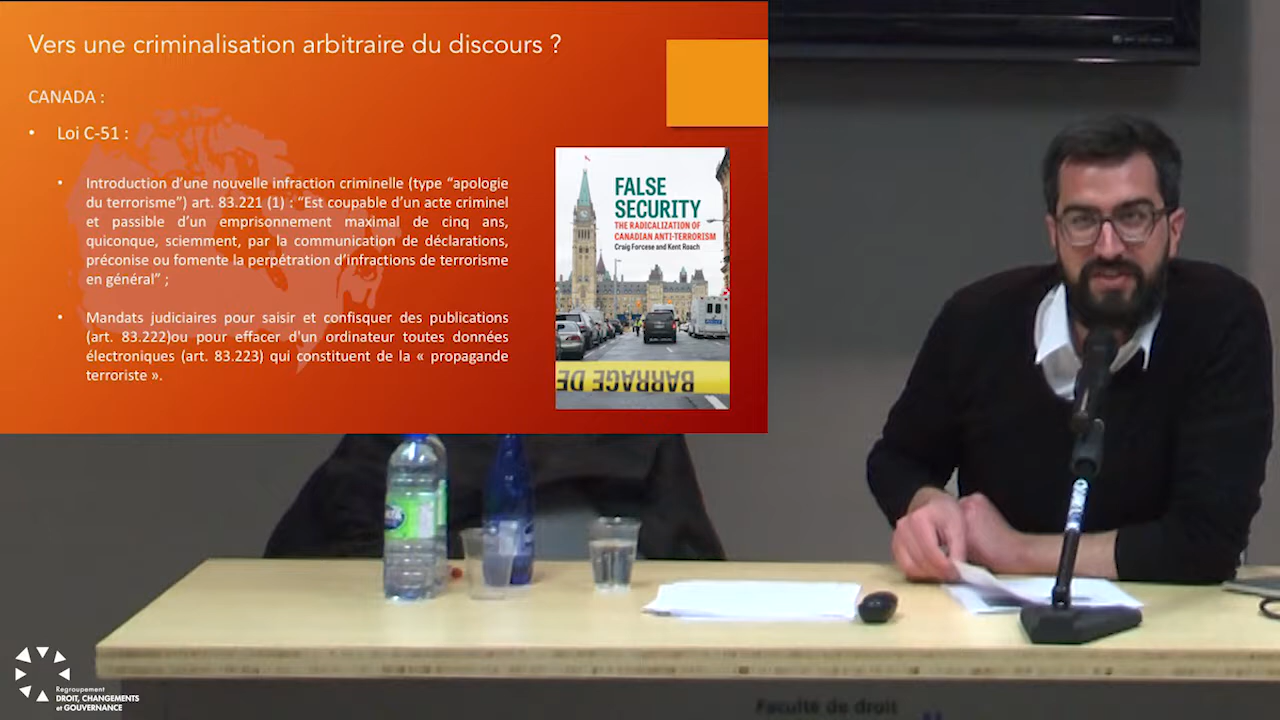 Vers une criminalisation arbitraire du discours ?
CANADA :
• Loi C-51 :
• Introduction d'une nouvelle infraction criminelle (type "apologie
du terrorisme") art. 83.221 (1) : "Est coupable d'un acte criminel
et passible d'un emprisonnement maximal de cinq ans,
quiconque, sciemment, par la communication de déclarations,
préconise ou fomente la perpétration d'infractions de terrorisme
en général" ;
• Mandats judiciaires pour saisir et confisquer des publications
(art. 83.222)ou pour effacer d'un ordinateur toutes données
électroniques (art. 83.223) qui constituent de la « propagande
terroriste ».
FALSE
SECURITY
THE RADICALIZATION OF
CANADIAN ANTI-TERRORISM
Craig Forcese and Kent Roach
BARRAGE DE
Regroupement
DROIT, CHANGEMENTS
et GOUVERNANCE
Faculté de droit